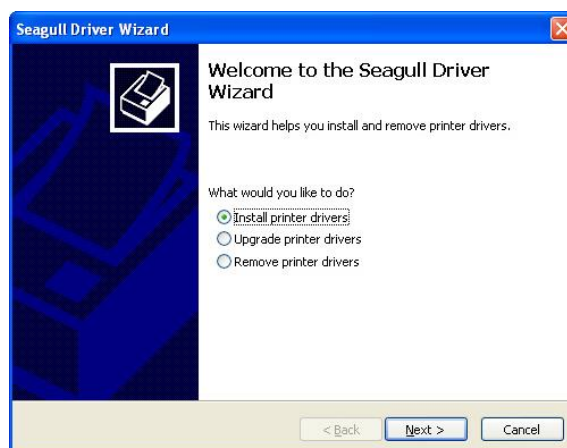 Seagull Driver Wizard
Welcome to the Seagull Driver
Wizard
This wizard helps you install and remove printer drivers.
What would you like to do?
Install printer drivers
Upgrade printer drivers
Remove printer drivers
< Back Next > Cancel